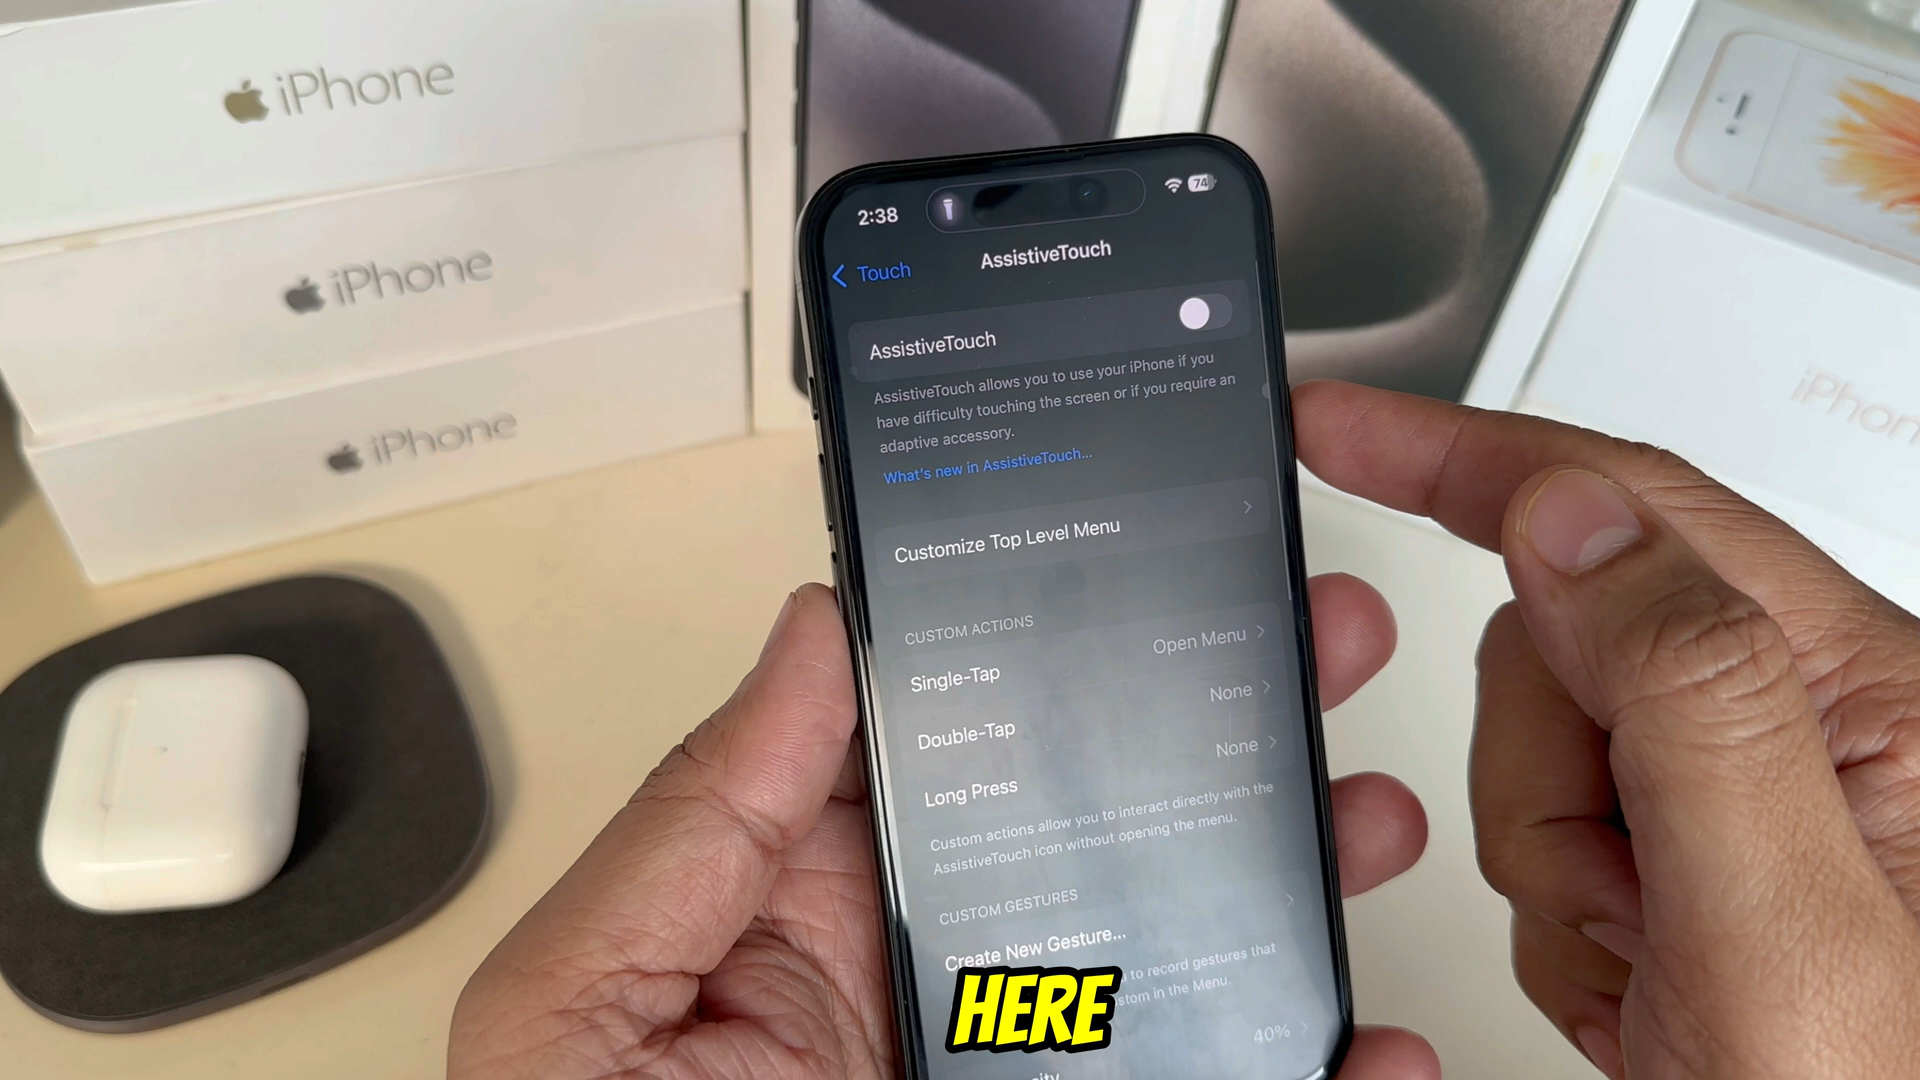 iPhone
iPhone
iPhone
iPhon
2:38
74
Touch
AssistiveTouch
AssistiveTouch
AssistiveTouch allows you to use your iPhone if you
have difficulty touching the screen or if you require an
adaptive accessory.
What's new in AssistiveTouch...
Customize Top Level Menu
CUSTOM ACTIONS
Single-Tap Open Menu
Double-Tap None
Long Press None
Custom actions allow you to interact directly with the
AssistiveTouch icon without opening the menu.
CUSTOM GESTURES
Create New Gesture...
to record gestures that
stom in the Menu.
HERE
40%